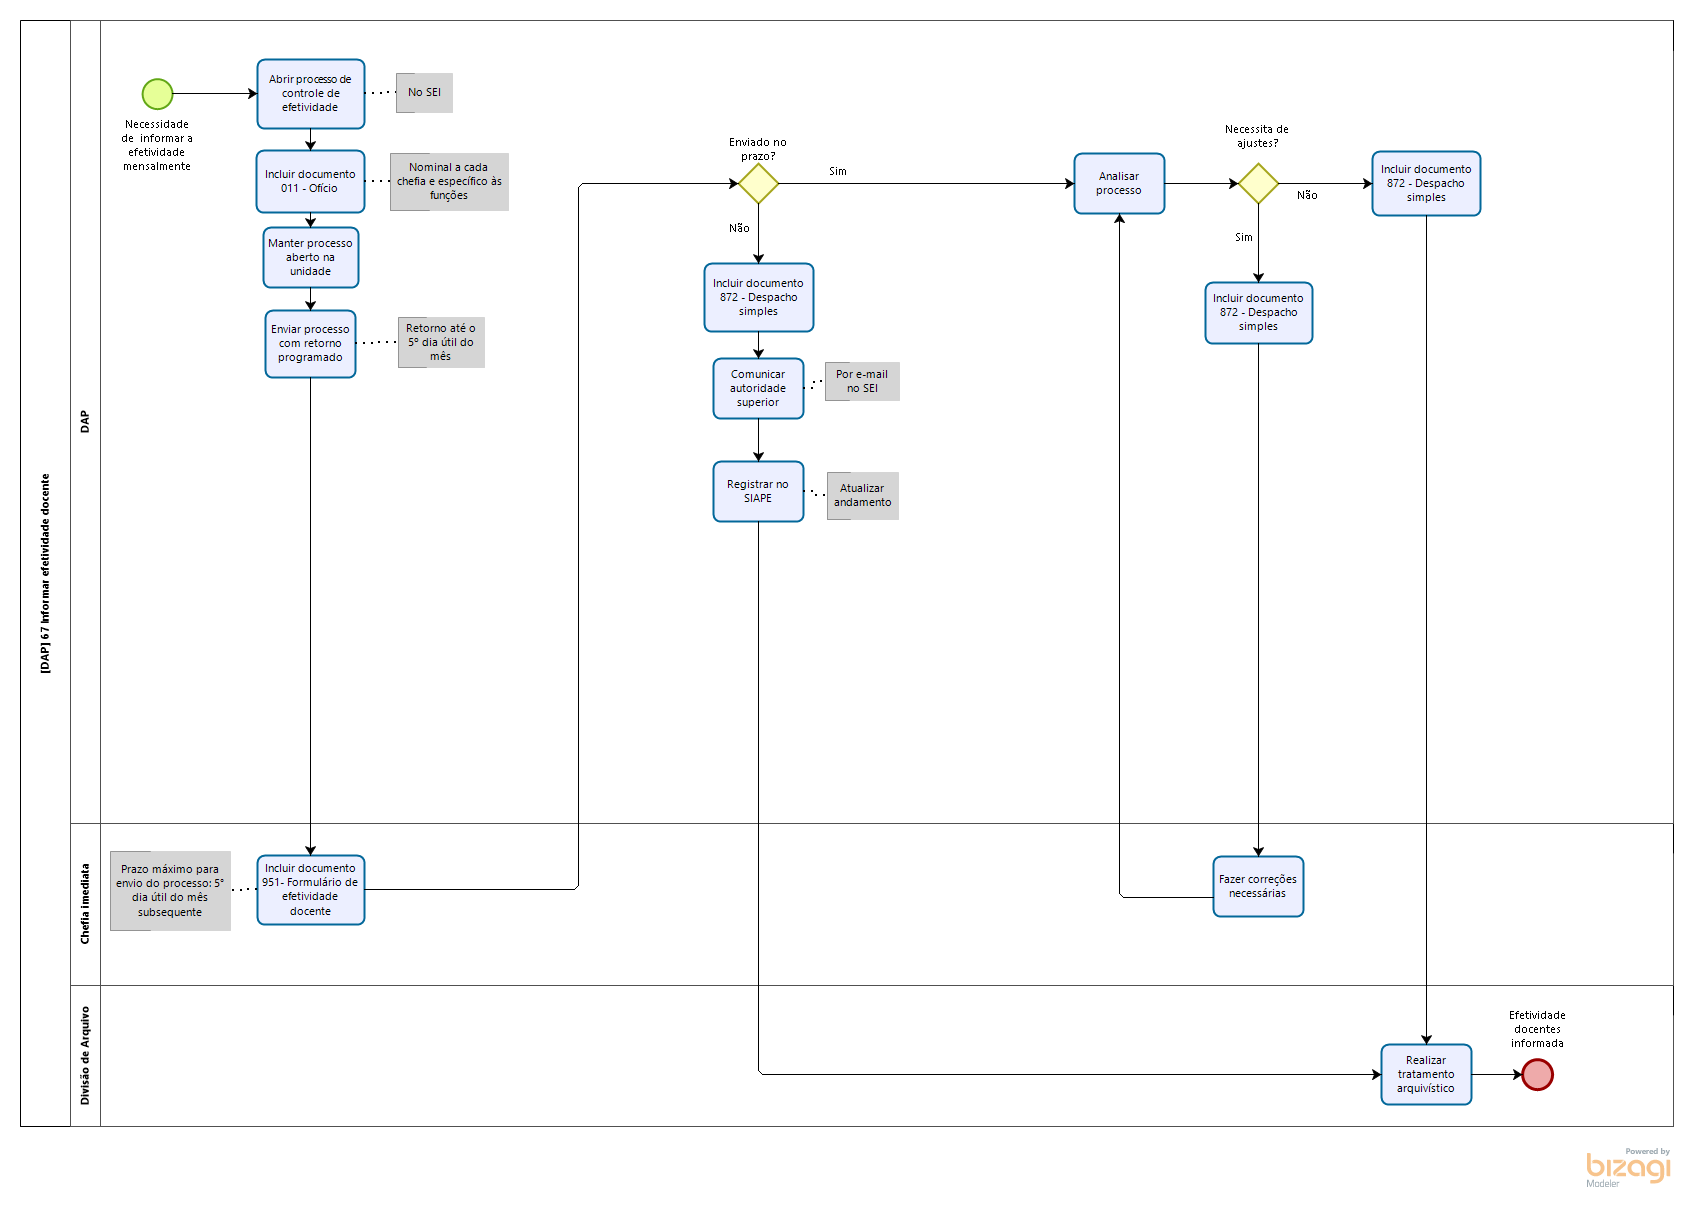 [DAP] 67 Informar efetividade docente
DAP
Necessidade
de informar a
efetividade
mensalmente
Abrir processo de
controle de
efetividade
No SEI
Incluir documento
011 - Ofício
Nominal a cada
chefia e específico às
funções
Manter processo
aberto na
unidade
Enviar processo
com retorno
programado
Retorno até o
5º dia útil do
mês
Enviado no
prazo?
Sim
Não
Incluir documento
872 - Despacho
simples
Comunicar
autoridade
superior
Por e-mail
no SEI
Registrar no
SIAPE
Atualizar
andamento
Analisar
processo
Necessita de
ajustes?
Não
Sim
Incluir documento
872 - Despacho
simples
Incluir documento
872 - Despacho
simples
Chefia imediata
Prazo máximo para
envio do processo: 5°
dia útil do mês
subsequente
Incluir documento
951- Formulário de
efetividade
docente
Fazer correções
necessárias
Divisão de Arquivo
Realizar
tratamento
arquivístico
Efetividade
docentes
informada
Powered by
bizagi
Modeler